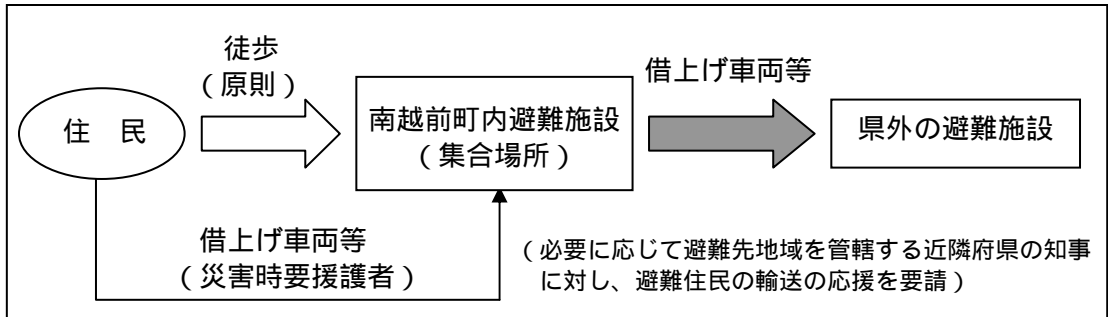 徒歩
（原則）
住　民
南越前町内避難施設
（集合場所）
借上げ車両等
県外の避難施設
借上げ車両等
（災害時要援護者）
（必要に応じて避難先地域を管轄する近隣府県の知事
に対し、避難住民の輸送の応援を要請）